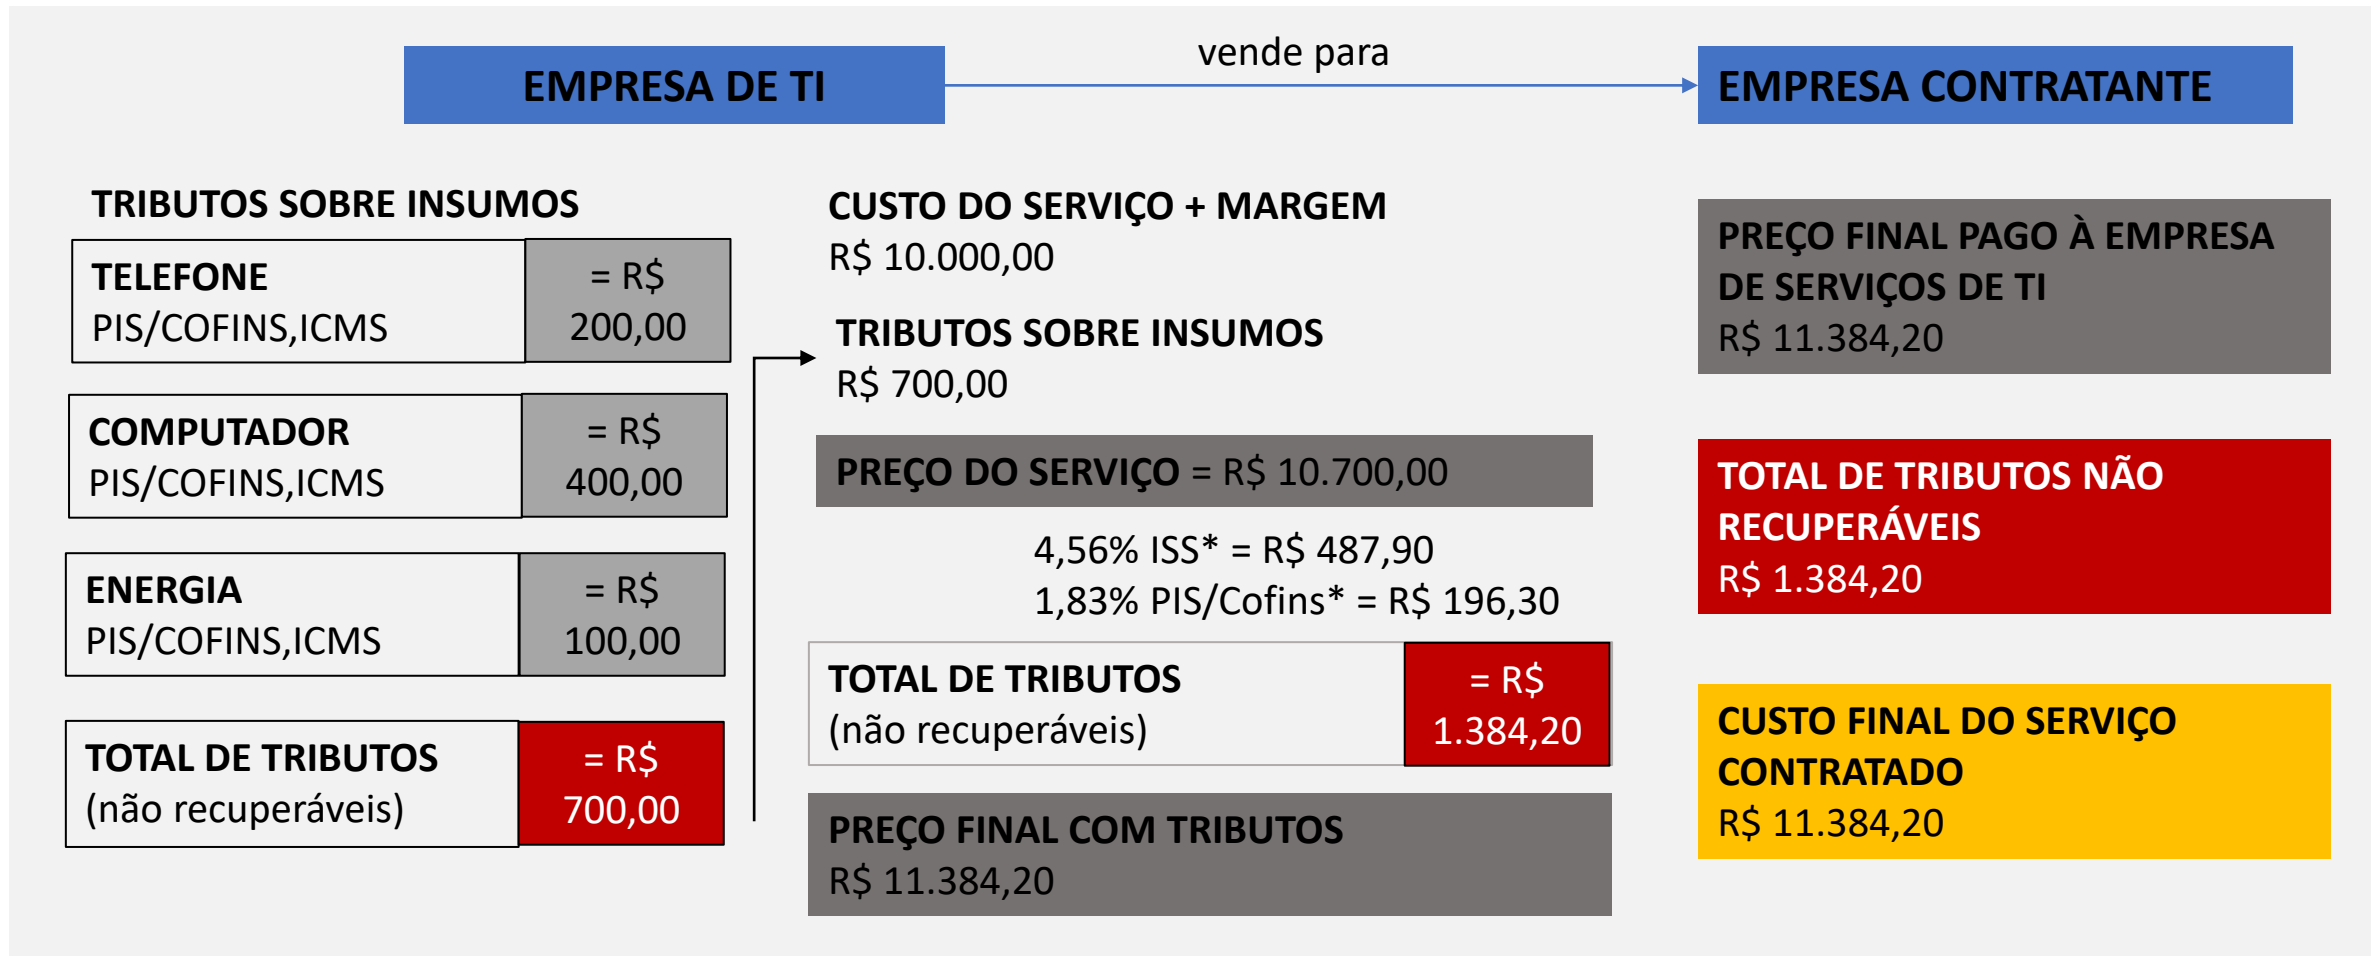 EMPRESA DE TI
vende para
EMPRESA CONTRATANTE
TRIBUTOS SOBRE INSUMOS
TELEFONE
PIS/COFINS,ICMS
= R$
200,00
COMPUTADOR
PIS/COFINS,ICMS
= R$
400,00
ENERGIA
PIS/COFINS,ICMS
= R$
100,00
TOTAL DE TRIBUTOS
(não recuperáveis)
= R$
700,00
CUSTO DO SERVIÇO + MARGEM
R$ 10.000,00
TRIBUTOS SOBRE INSUMOS
R$ 700,00
PREÇO DO SERVIÇO = R$ 10.700,00
4,56% ISS* = R$ 487,90
1,83% PIS/Cofins* = R$ 196,30
TOTAL DE TRIBUTOS
(não recuperáveis)
= R$
1.384,20
PREÇO FINAL COM TRIBUTOS
R$ 11.384,20
PREÇO FINAL PAGO À EMPRESA
DE SERVIÇOS DE TI
R$ 11.384,20
TOTAL DE TRIBUTOS NÃO
RECUPERÁVEIS
R$ 1.384,20
CUSTO FINAL DO SERVIÇO
CONTRATADO
R$ 11.384,20